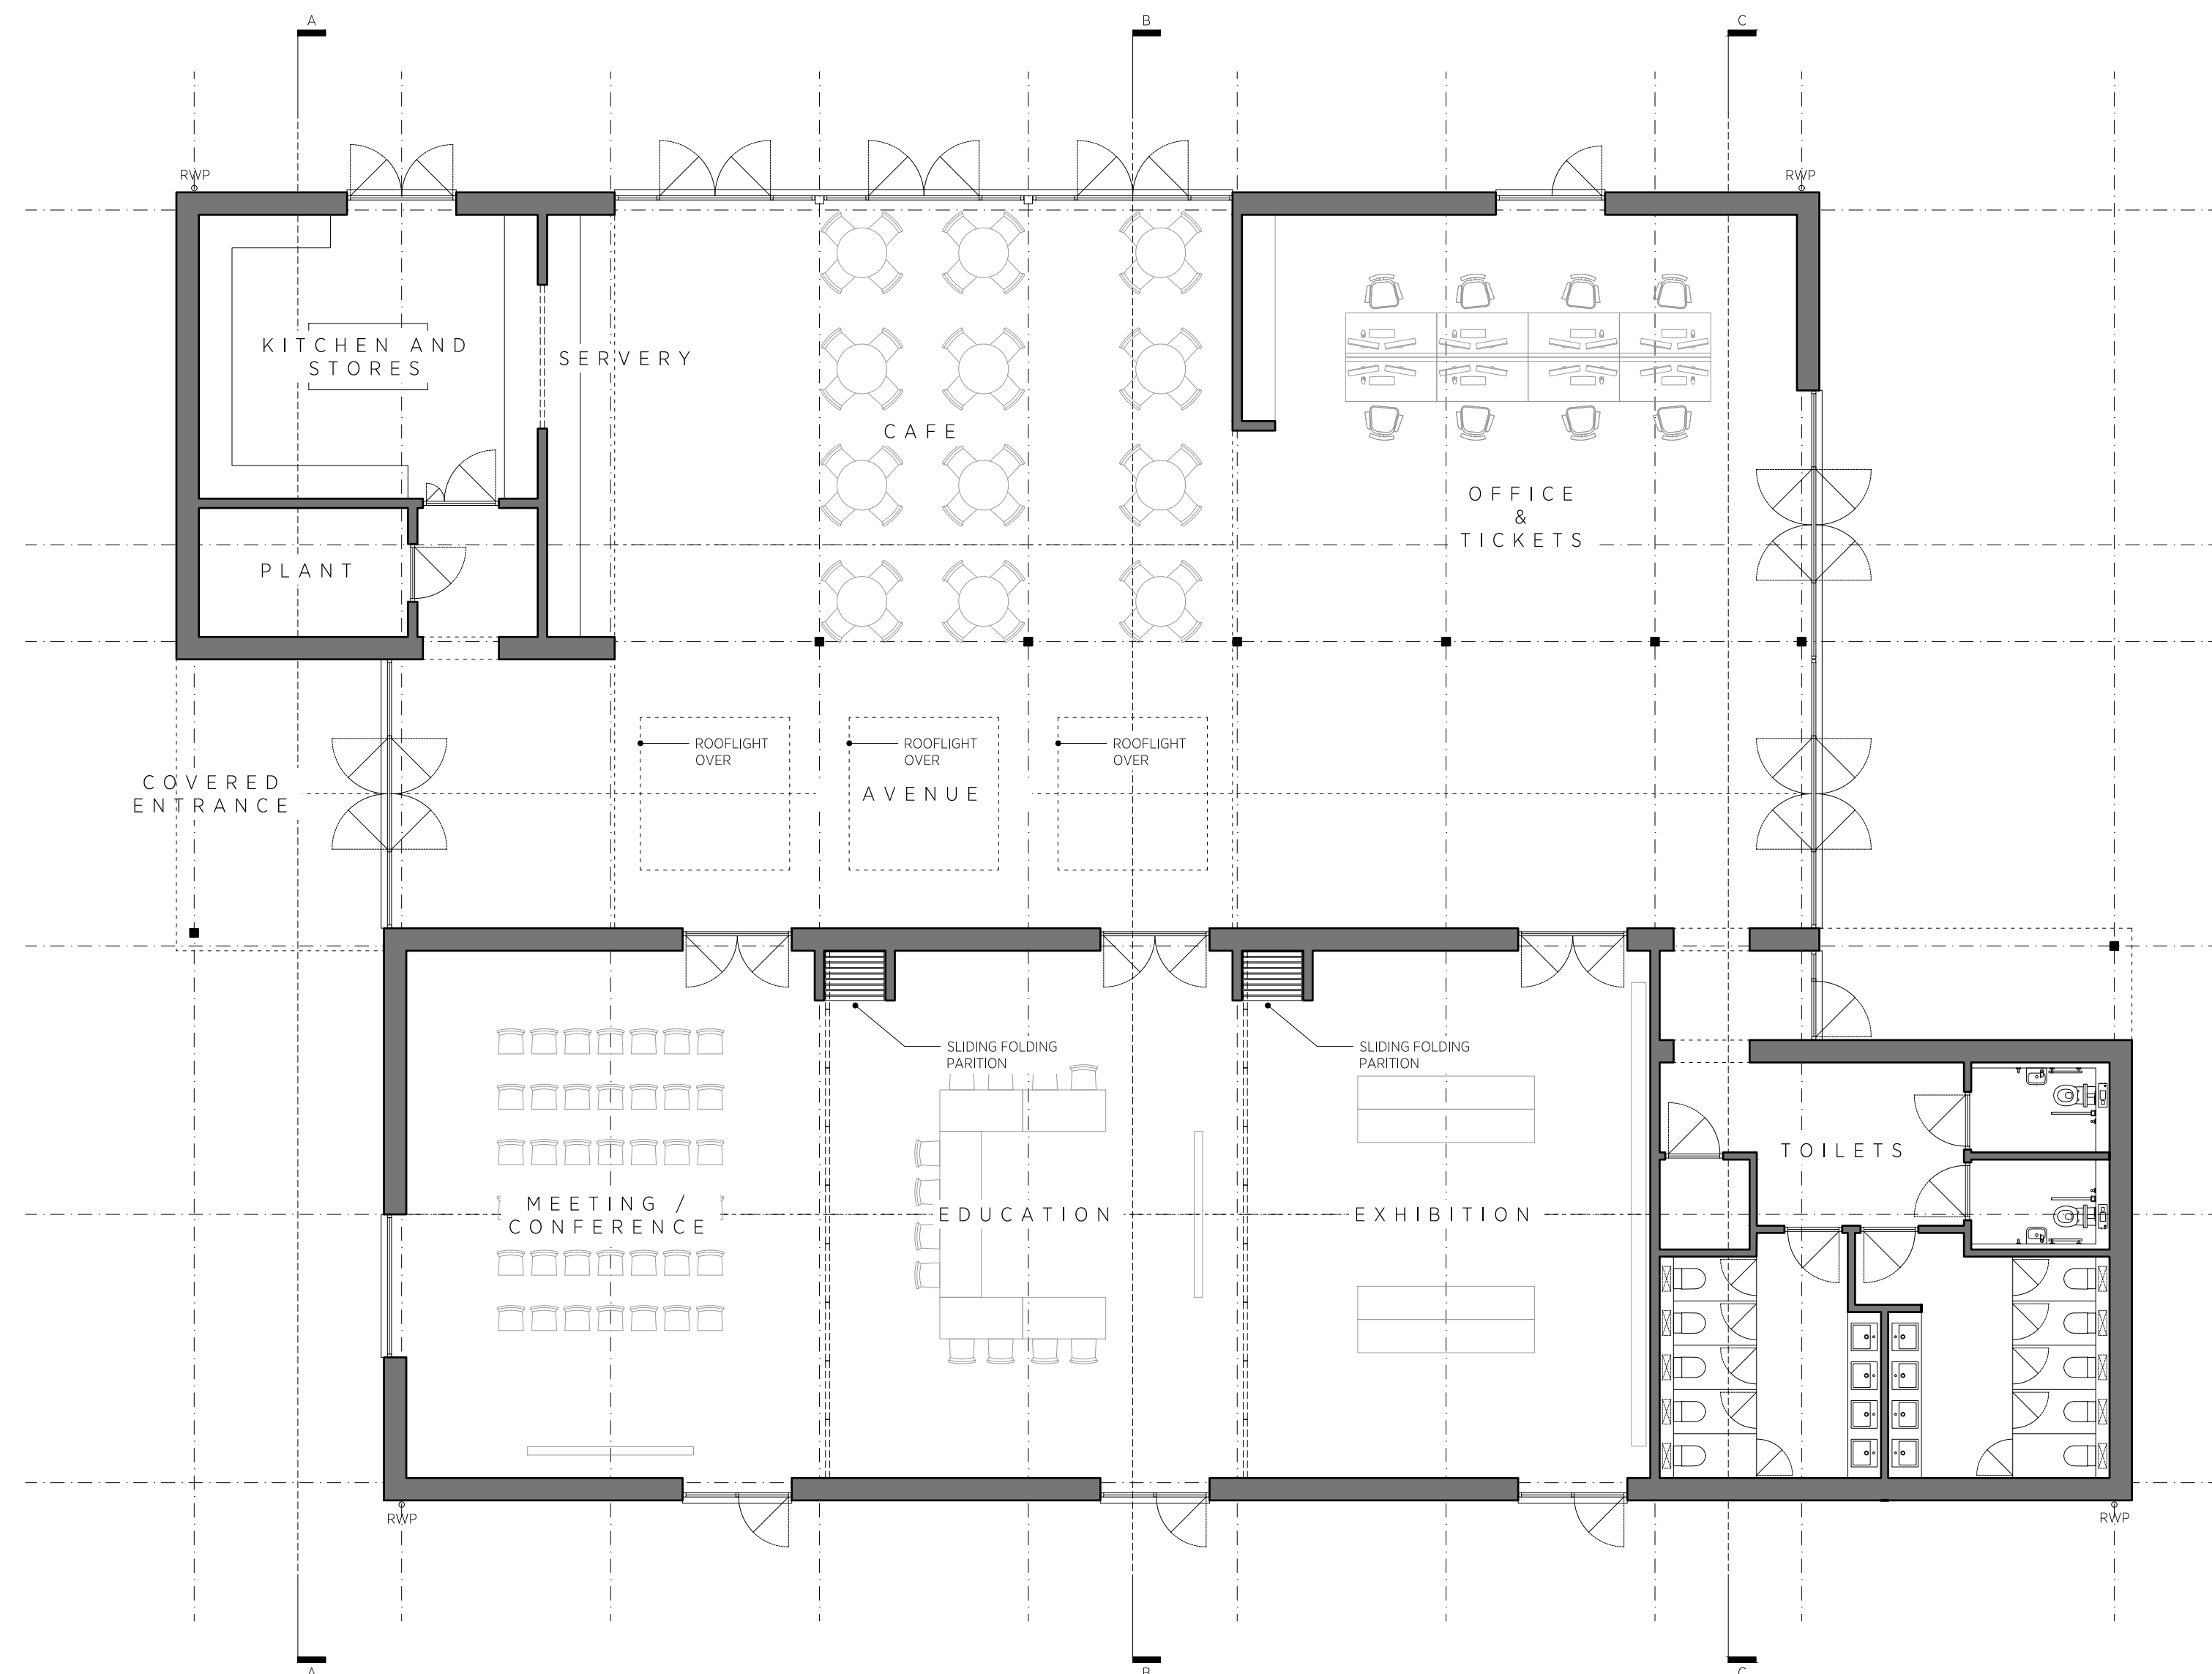 A
B
C
RWP
RWP
KITCHEN AND
STORES
SERVERY
CAFE
OFFICE
&
TICKETS
PLANT
ROOFLIGHT
OVER
ROOFLIGHT
OVER
ROOFLIGHT
OVER
COVERED
ENTRANCE
AVENUE
SLIDING FOLDING
PARITION
SLIDING FOLDING
PARITION
TOILETS
MEETING /
CONFERENCE
EDUCATION
EXHIBITION
RWP
RWP
A
B
C